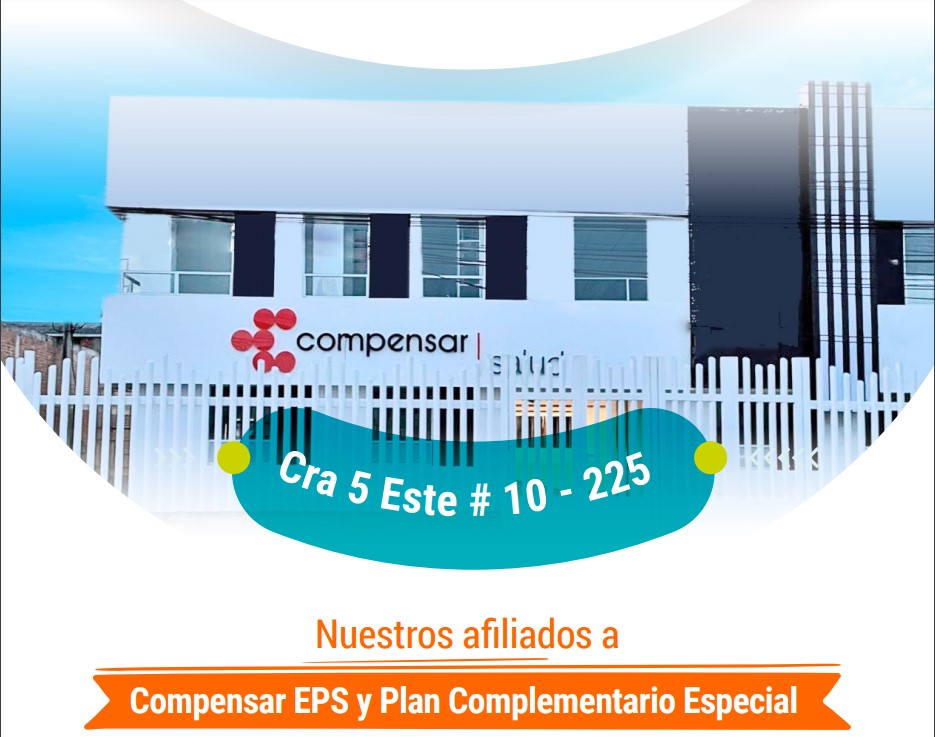 compensar
salud
Cra 5 Este # 10 - 225
Nuestros afiliados a
Compensar EPS y Plan Complementario Especial